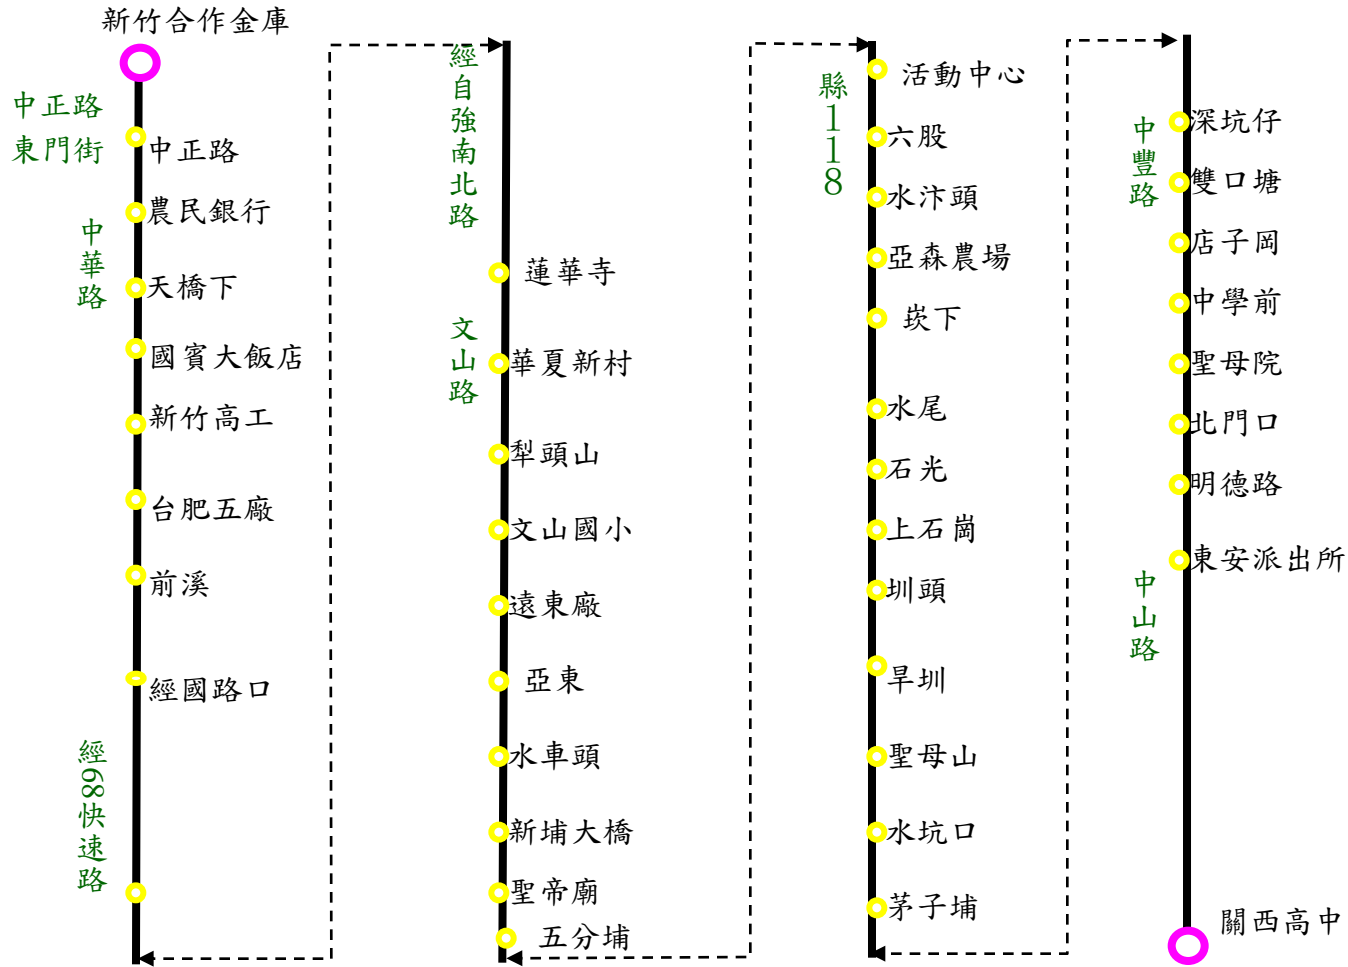 新竹合作金庫
中正路
東門街
中正路
農民銀行
中華路
天橋下
國賓大飯店
新竹高工
台肥五廠
前溪
經國路口
經68快速路
經自強南北路
蓮華寺
文山路
華夏新村
犁頭山
文山國小
遠東廠
亞東
水車頭
新埔大橋
聖帝廟
五分埔
縣118
活動中心
六股
水汴頭
亞森農場
崁下
水尾
石光
上石崗
圳頭
旱圳
聖母山
水坑口
茅子埔
中豐路
深坑仔
雙口塘
店子岡
中學前
聖母院
北門口
明德路
東安派出所
中山路
關西高中